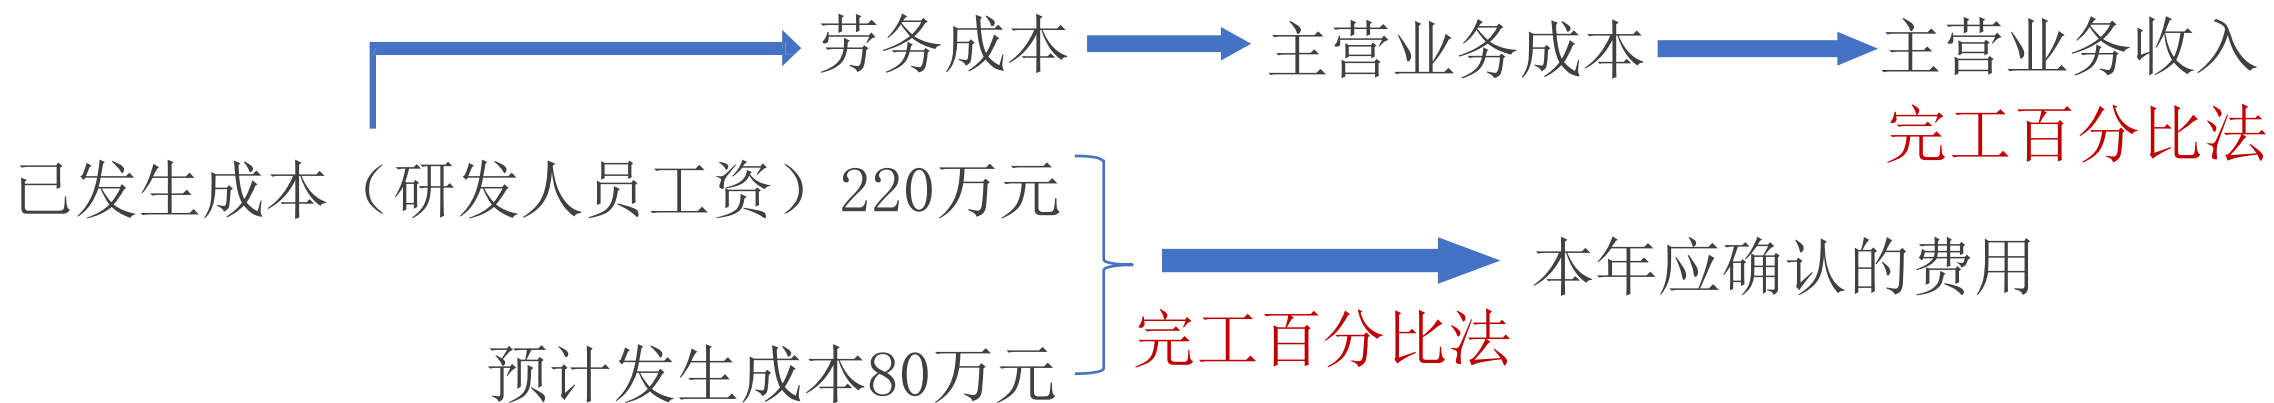 劳务成本 主营业务成本 主营业务收入
完工百分比法
已发生成本（研发人员工资）220万元
本年应确认的费用
完工百分比法
预计发生成本80万元